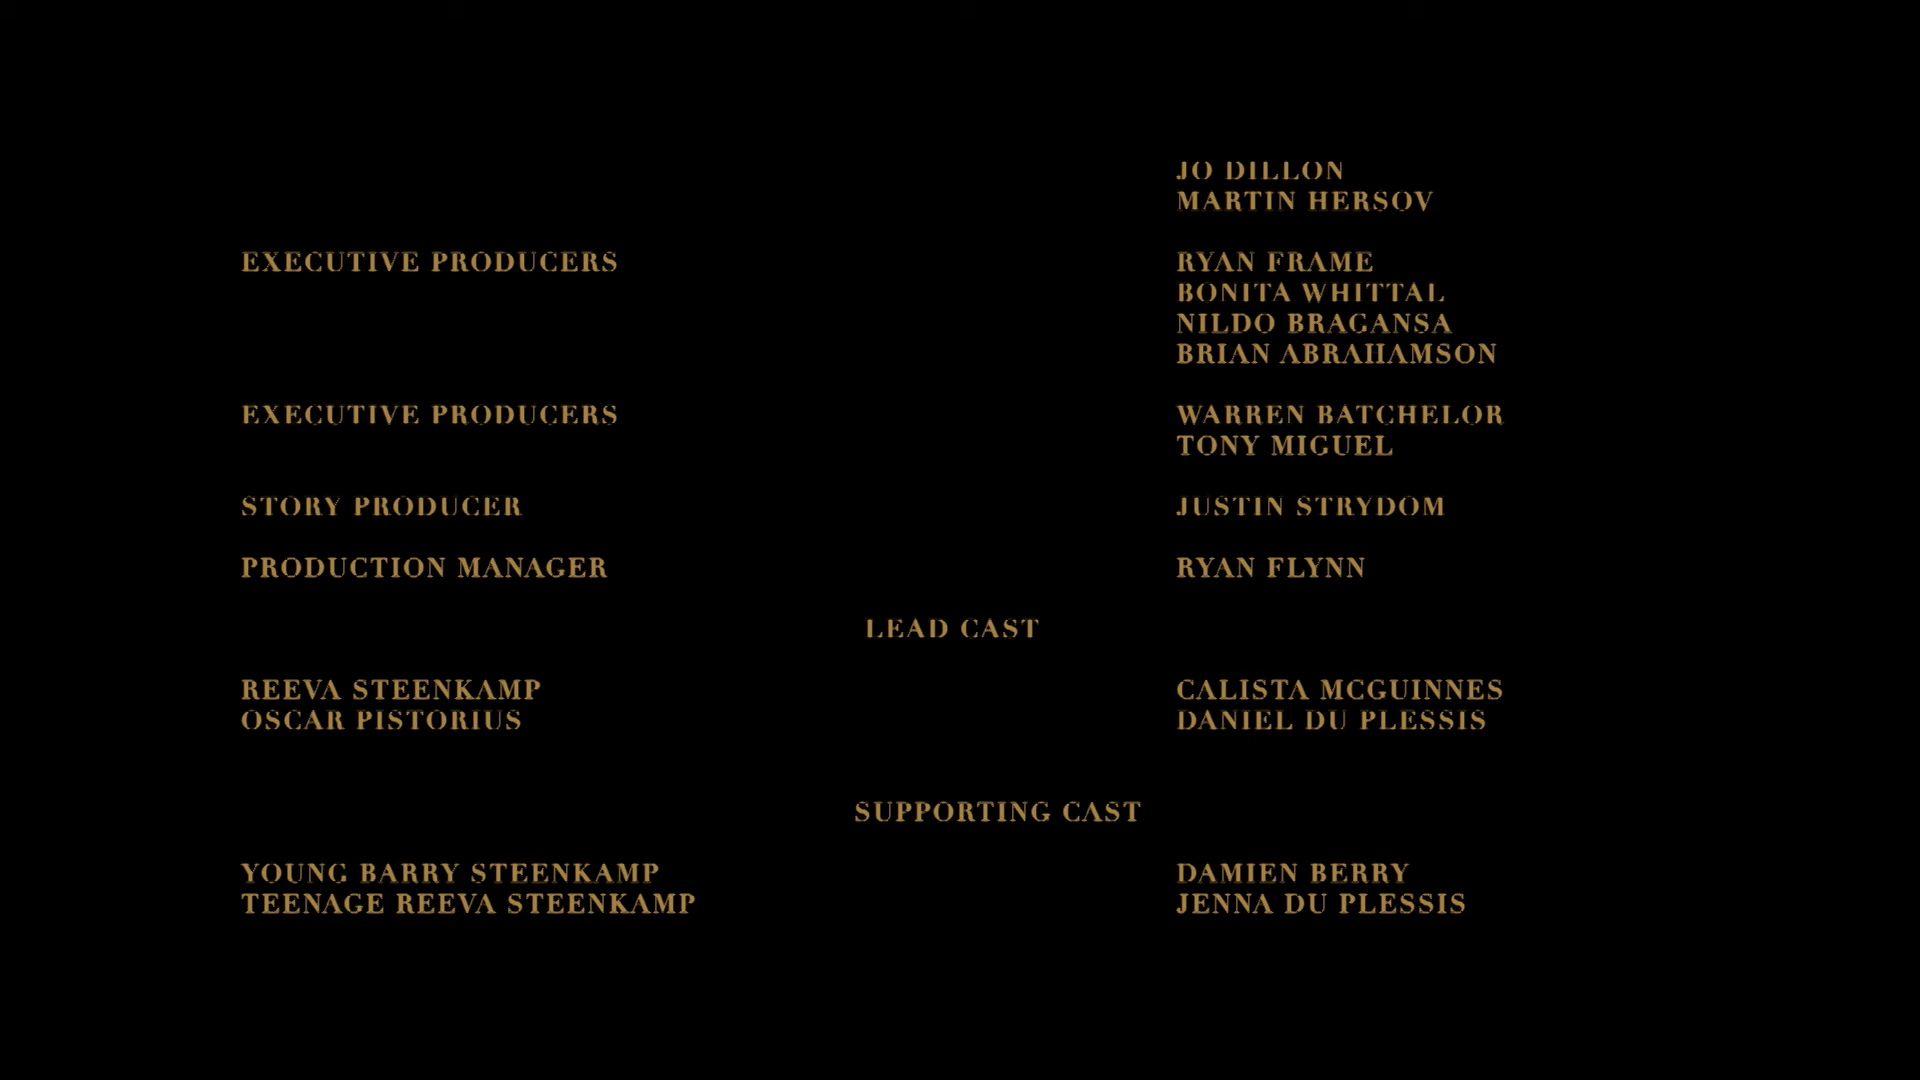 JO DILLON
MARTIN HERSOV
EXECUTIVE PRODUCERS RYAN FRAME
BONITA WHITTAL
NILDO BRAGANSA
BRIAN ABRAHAMSON
EXECUTIVE PRODUCERS WARREN BATCHELOR
TONY MIGUEL
STORY PRODUCER JUSTIN STRYDOM
PRODUCTION MANAGER RYAN FLYNN
LEAD CAST
REEVA STEENKAMP CALISTA MCGUINNES
OSCAR PISTORIUS DANIEL DU PLESSIS
SUPPORTING CAST
YOUNG BARRY STEENKAMP DAMIEN BERRY
TEENAGE REEVA STEENKAMP JENNA DU PLESSIS